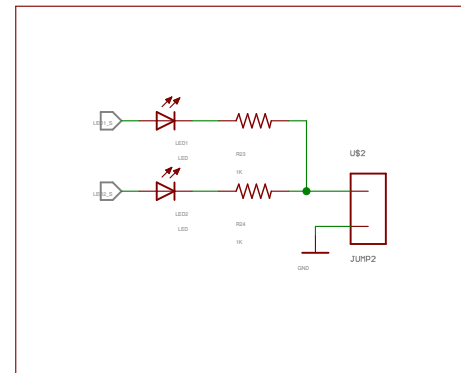 LED1_S
LED1
LED
R23
1K
U$2
LED2_S
LED2
LED
R24
1K
GND
JUMP2